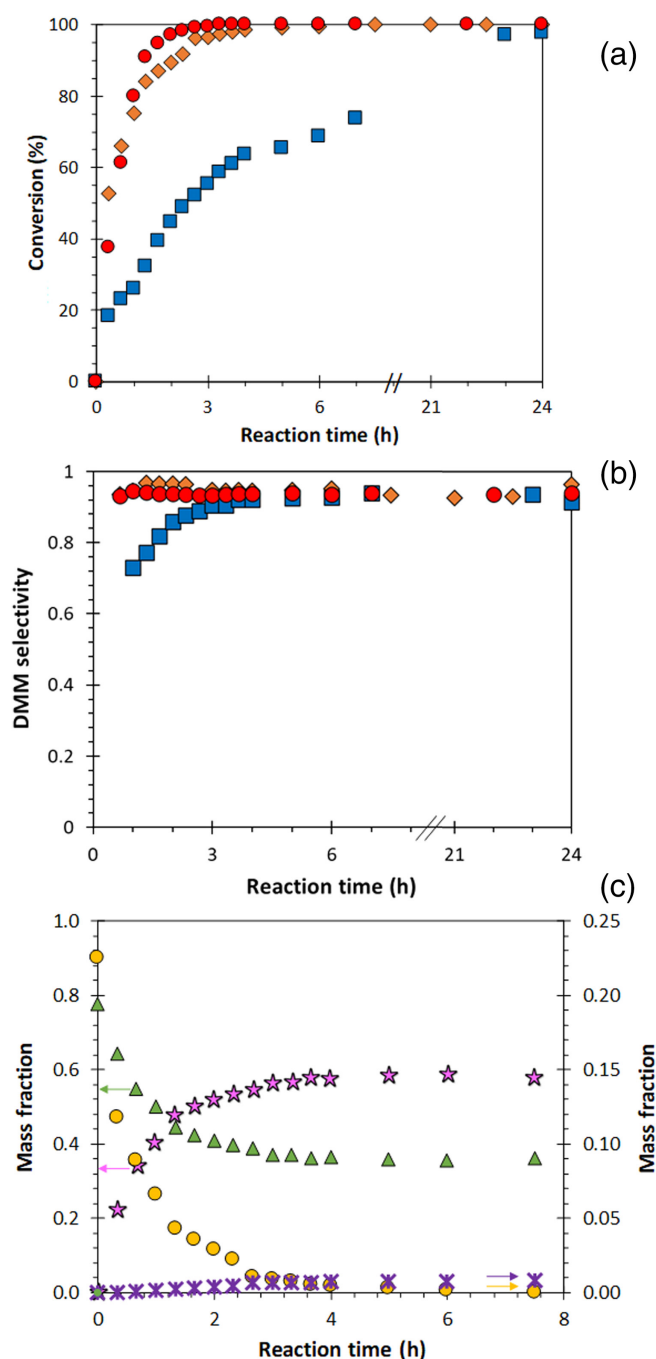 (a)
Conversion (%)
100
80
60
40
20
0
0 3 6 21 24
Reaction time (h)
(b)
DMM selectivity
1
0.8
0.6
0.4
0.2
0
0 3 6 21 24
Reaction time (h)
(c)
Mass fraction
1.0
0.8
0.6
0.4
0.2
0.0
0.25
0.20
0.15
0.10
0.05
0.00
Mass fraction
0 2 4 6 8
Reaction time (h)